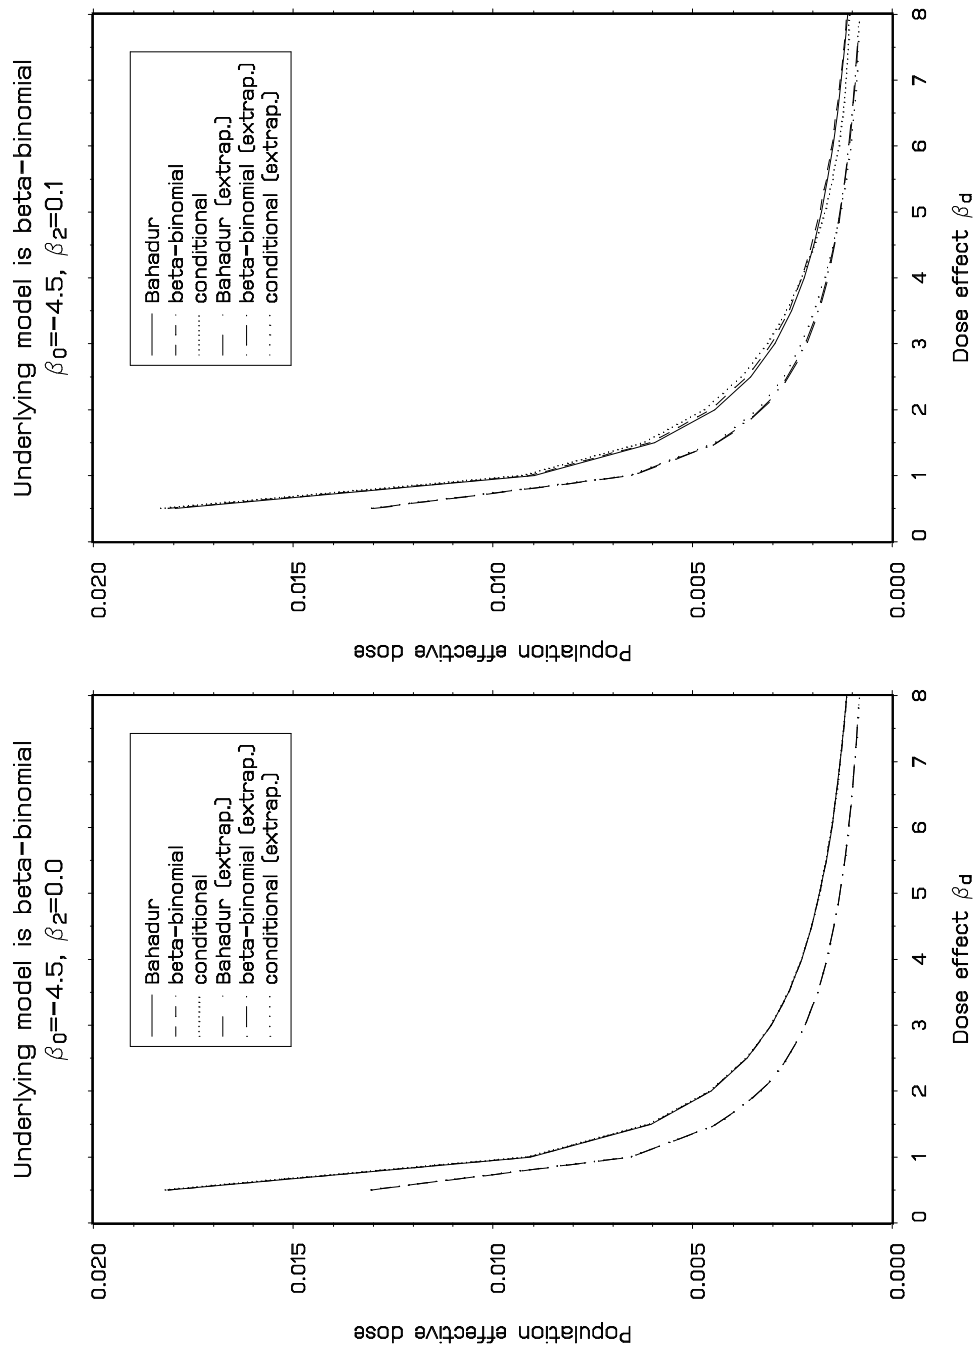 Underlying model is beta-binomial
β0=-4.5, β2=0.0
Bahadur
beta-binomial
conditional
Bahadur (extrap.)
beta-binomial (extrap.)
conditional (extrap.)
Population effective dose
0.020
0.015
0.010
0.005
0.000
0 1 2 3 4 5 6 7 8
Dose effect βd
Underlying model is beta-binomial
β0=-4.5, β2=0.1
Bahadur
beta-binomial
conditional
Bahadur (extrap.)
beta-binomial (extrap.)
conditional (extrap.)
Population effective dose
0.020
0.015
0.010
0.005
0.000
0 1 2 3 4 5 6 7 8
Dose effect βd